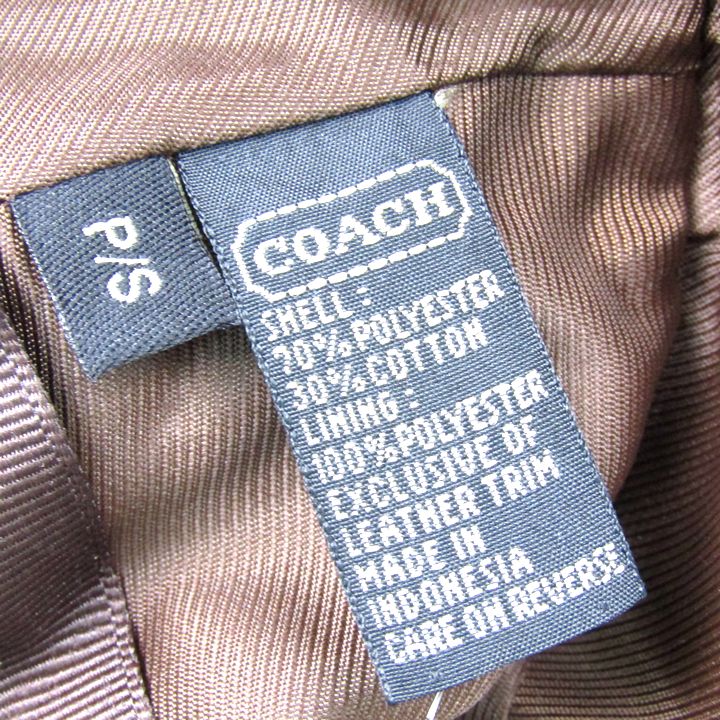 P/S
COACH
SHELL :
70% POLYESTER
30% COTTON
LINING :
100% POLYESTER
EXCLUSIVE OF
LEATHER TRIM
MADE IN
INDONESIA
CARE ON REVERSE